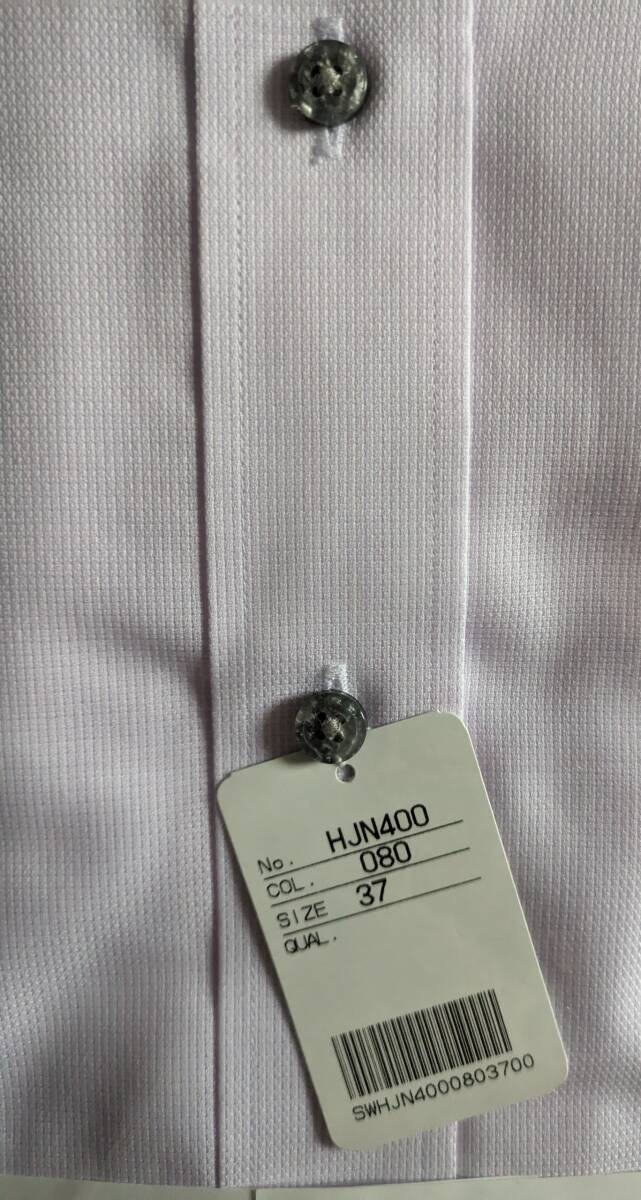 No. HJN400
COL. 080
SIZE 37
QUAL.
SWHJN4000803700